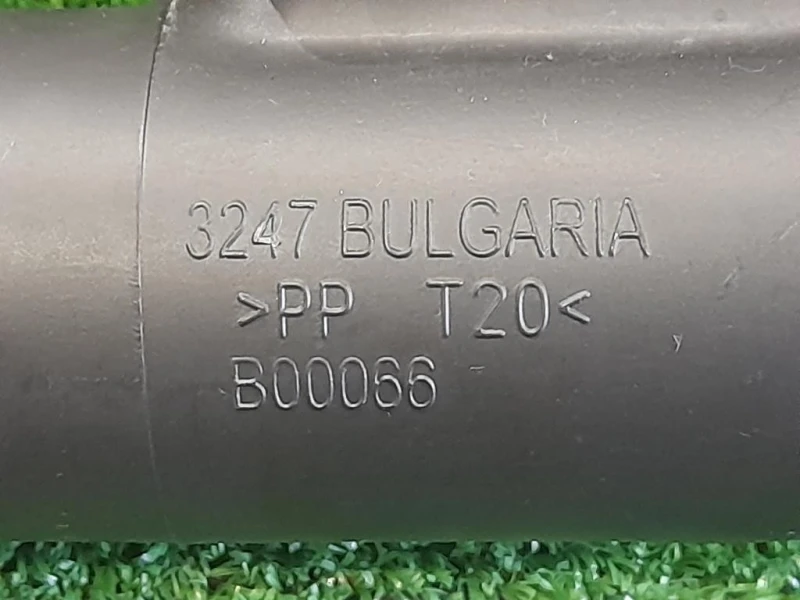 3247 BULGARIA
>PP T20<
B00066